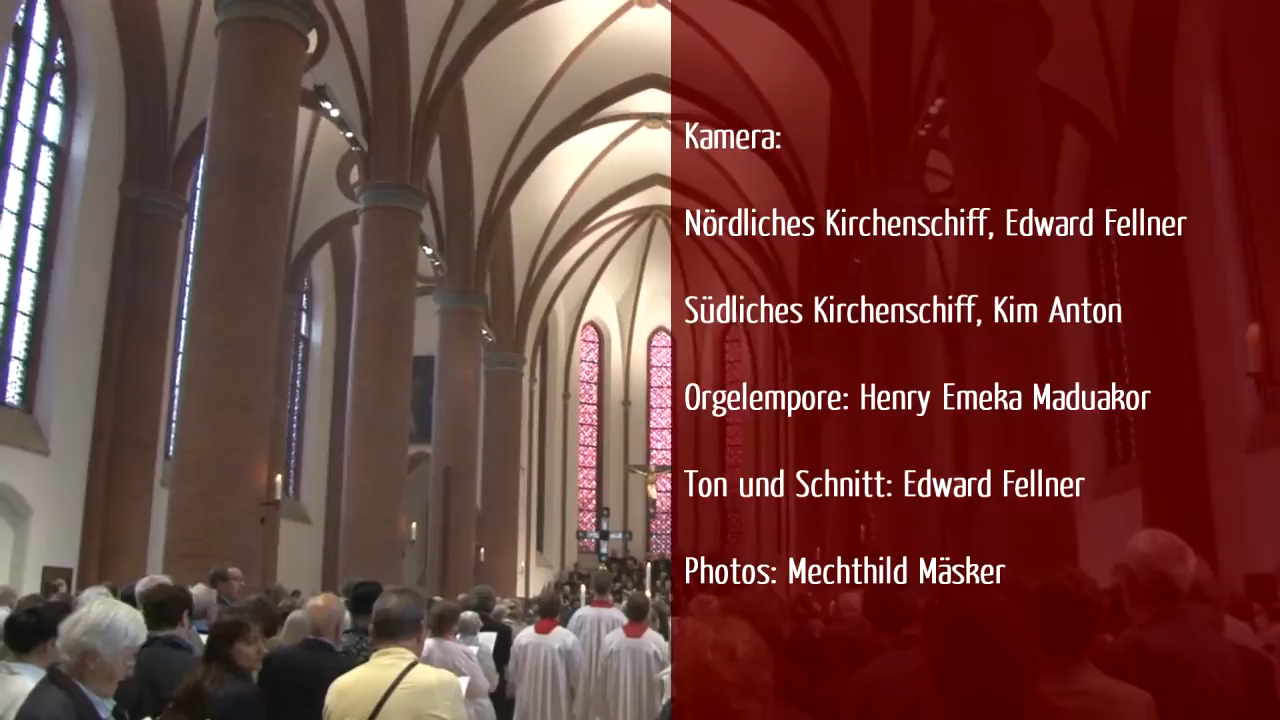 Kamera:
Nördliches Kirchenschiff, Edward Fellner
Südliches Kirchenschiff, Kim Anton
Orgelempore: Henry Emeka Maduakor
Ton und Schnitt: Edward Fellner
Photos: Mechthild Mäsker